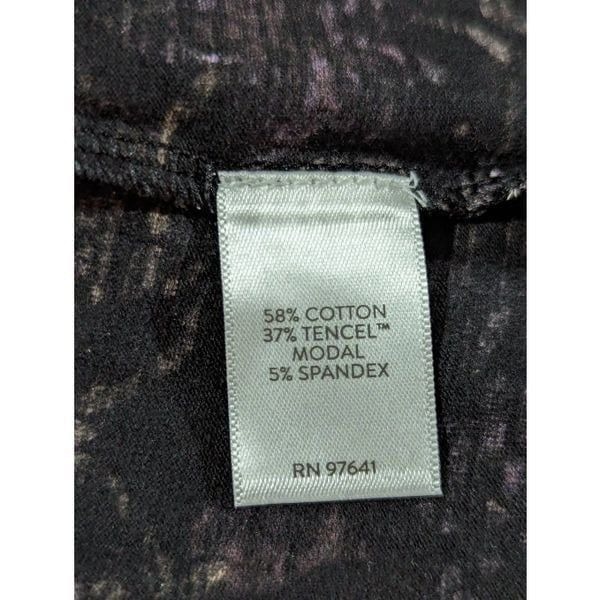 58% COTTON
37% TENCEL™
MODAL
5% SPANDEX
RN 97641